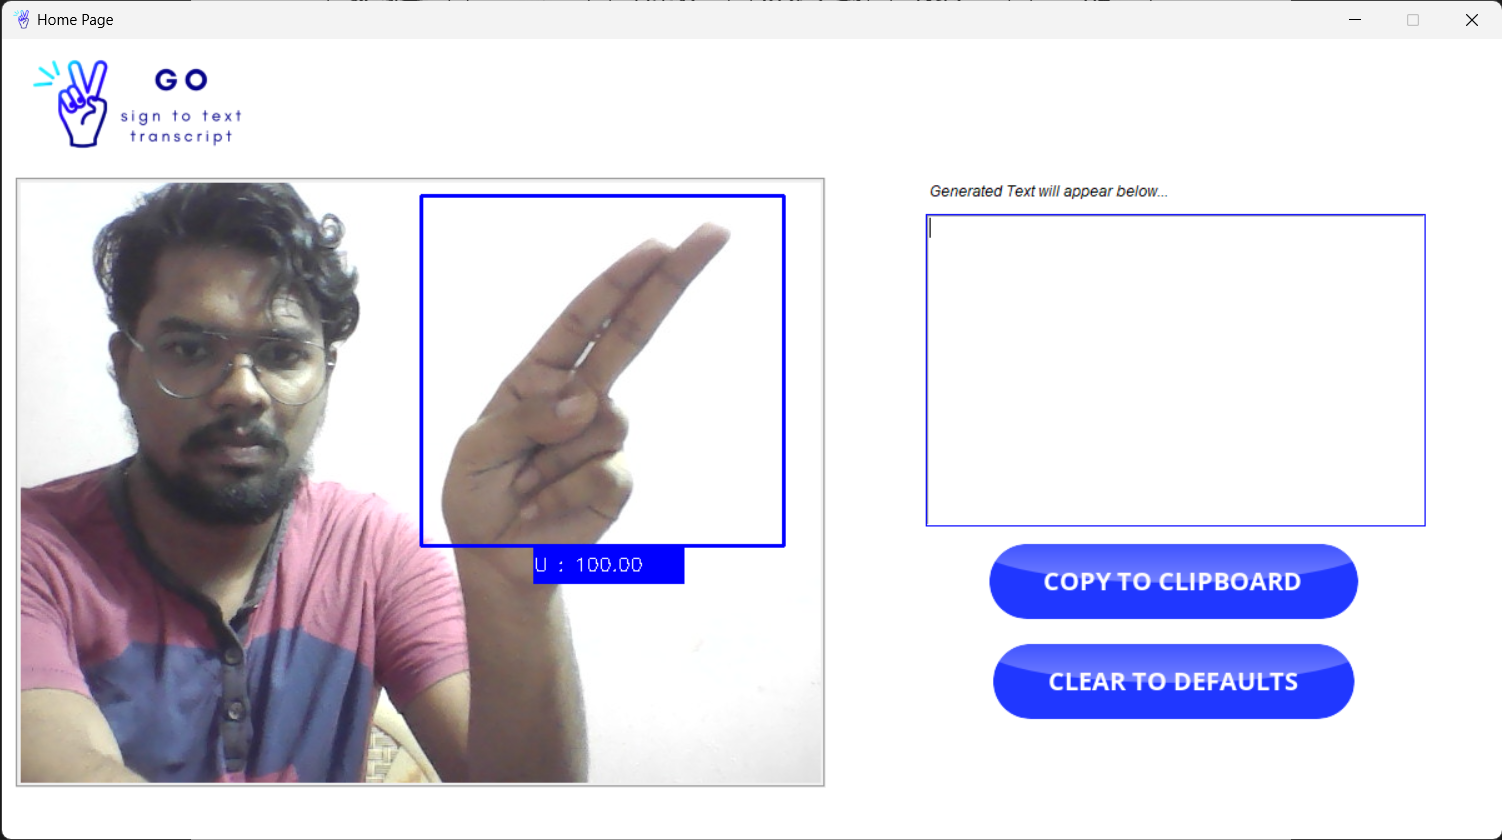 Home Page
GO
sign to text
transcript
Generated Text will appear below...
U : 100.00
COPY TO CLIPBOARD
CLEAR TO DEFAULTS